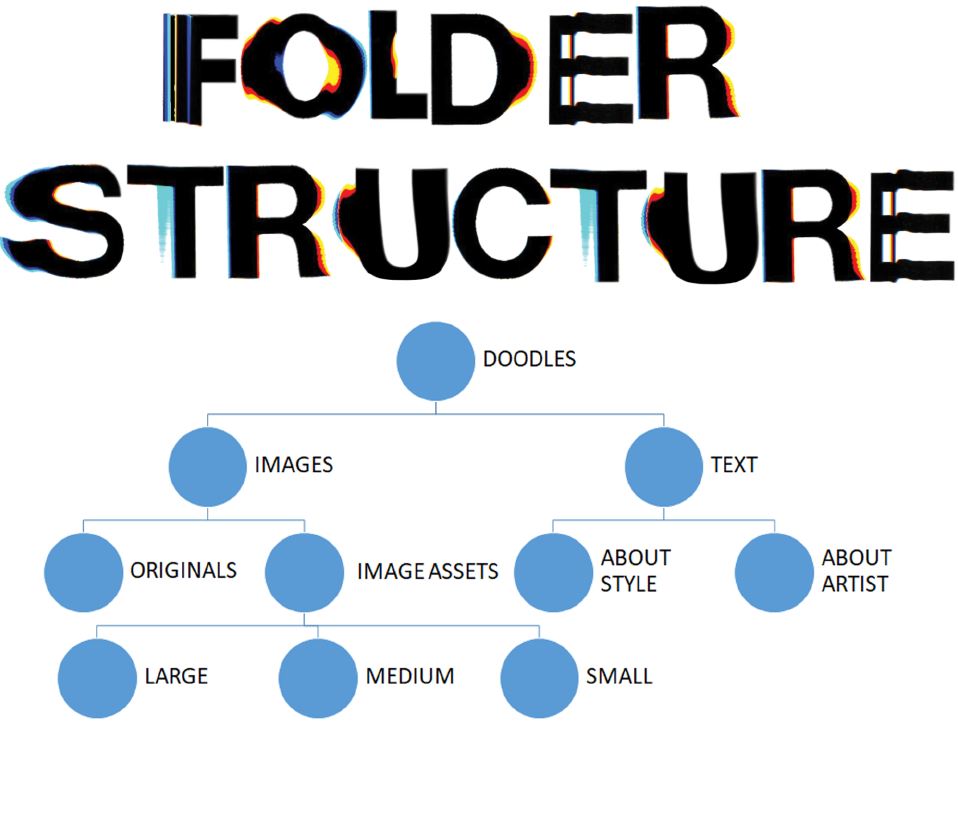 FOLDER
STRUCTURE
DOODLES
IMAGES
TEXT
ORIGINALS
IMAGE ASSETS
ABOUT
STYLE
ABOUT
ARTIST
LARGE
MEDIUM
SMALL